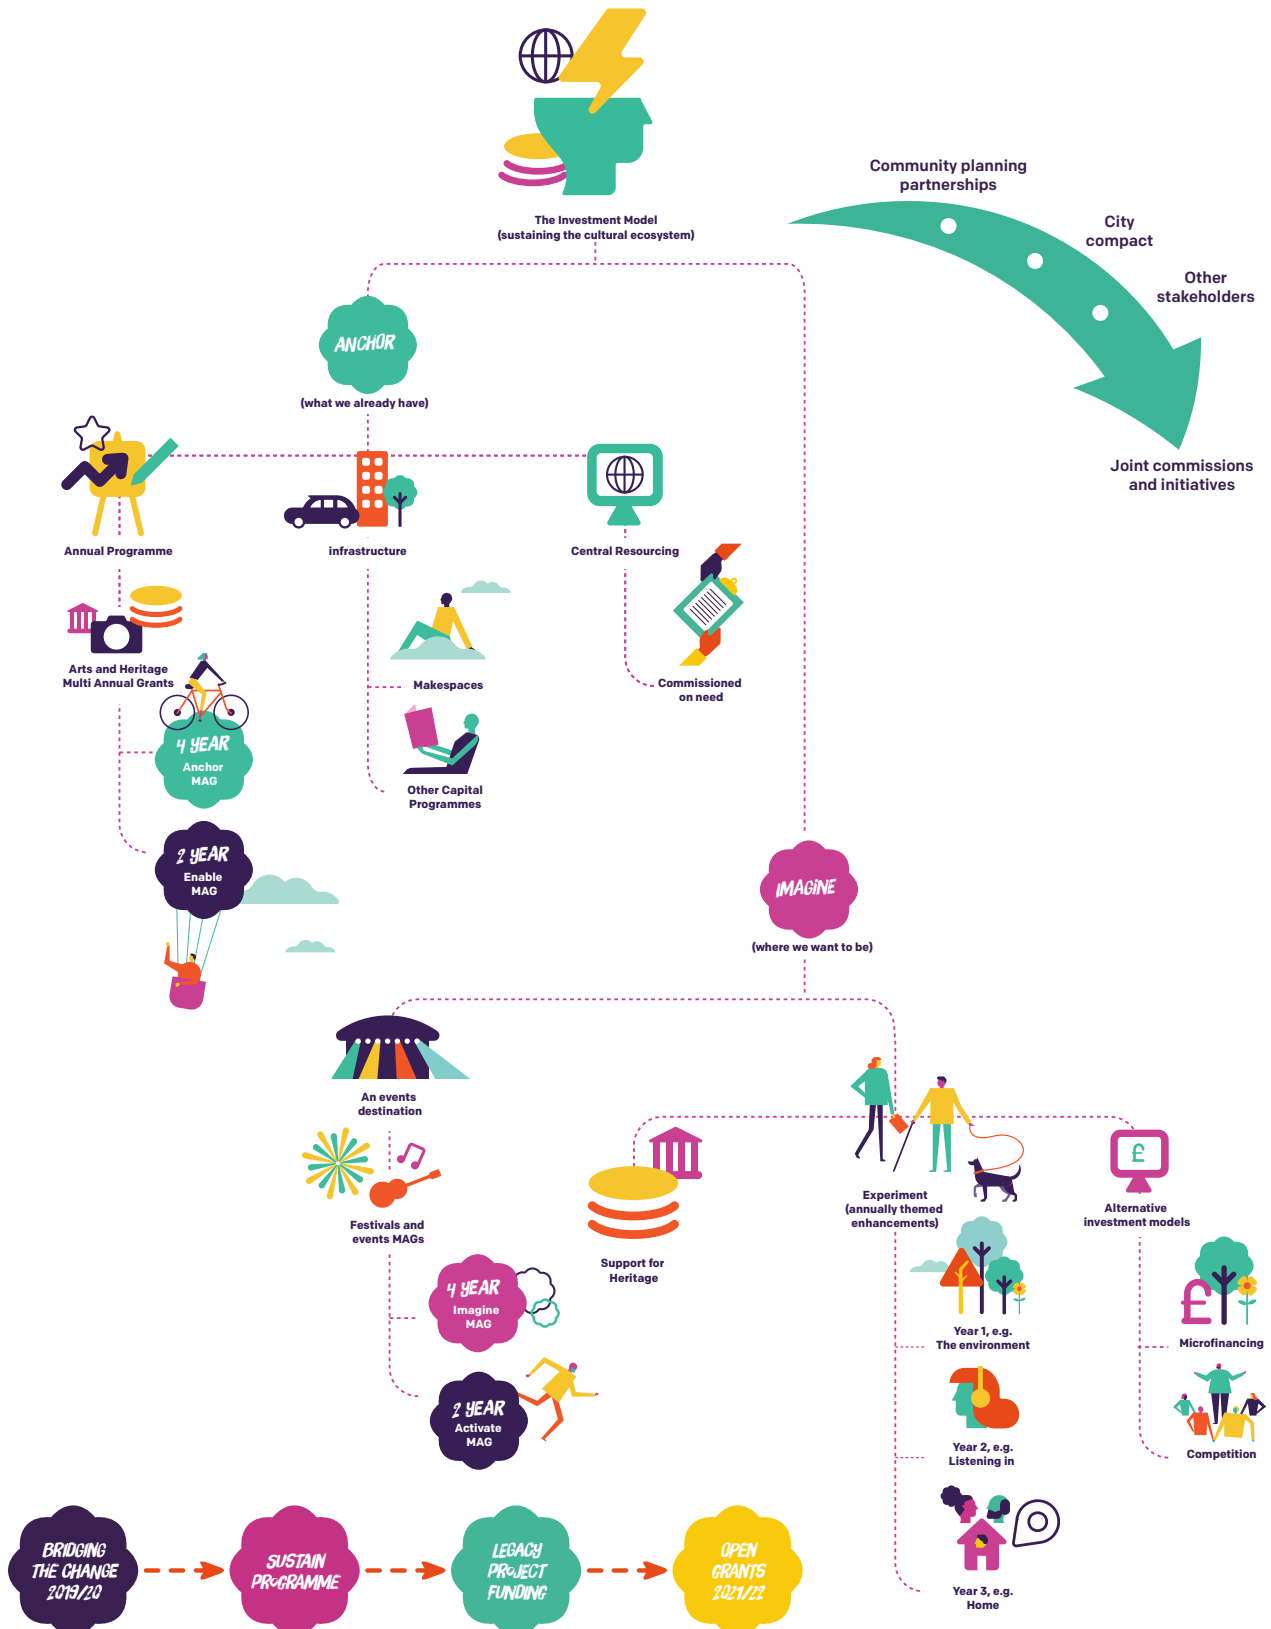 The Investment Model
(sustaining the cultural ecosystem)
Community planning
partnerships
City
compact
Other
stakeholders
Joint commissions
and initiatives
ANCHOR
(what we already have)
Annual Programme
infrastructure
Central Resourcing
Arts and Heritage
Multi Annual Grants
4 YEAR
Anchor
MAG
2 YEAR
Enable
MAG
Makespaces
Other Capital
Programmes
Commissioned
on need
IMAGiNE
(where we want to be)
An events
destination
Festivals and
events MAGs
4 YEAR
Imagine
MAG
2 YEAR
Activate
MAG
Support for
Heritage
Experiment
(annually themed
enhancements)
Year 1, e.g.
The environment
Year 2, e.g.
Listening in
Year 3, e.g.
Home
£
Alternative
investment models
£
Microfinancing
Competition
BRIDGING
THE CHANGE
2019/20
SUSTAIN
PROGRAMME
LEGACY
PROJECT
FUNDING
OPEN
GRANTS
2021/22